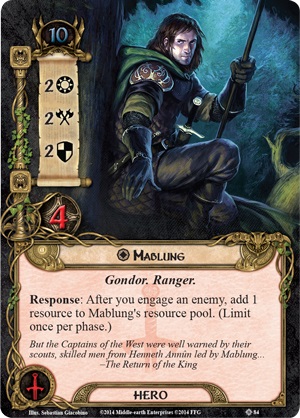 10
2
2
2
4
Mablung
Gondor. Ranger.
Response: After you engage an enemy, add 1
resource to Mablung's resource pool. (Limit
once per phase.)
But the Captains of the West were well warned by their
scouts, skilled men from Henneth Annûn led by Mablung...
–The Return of the King
HERO
Illus. Sebastian Giacobino
©2014 Middle-earth Enterprises ©2014 FFG
84